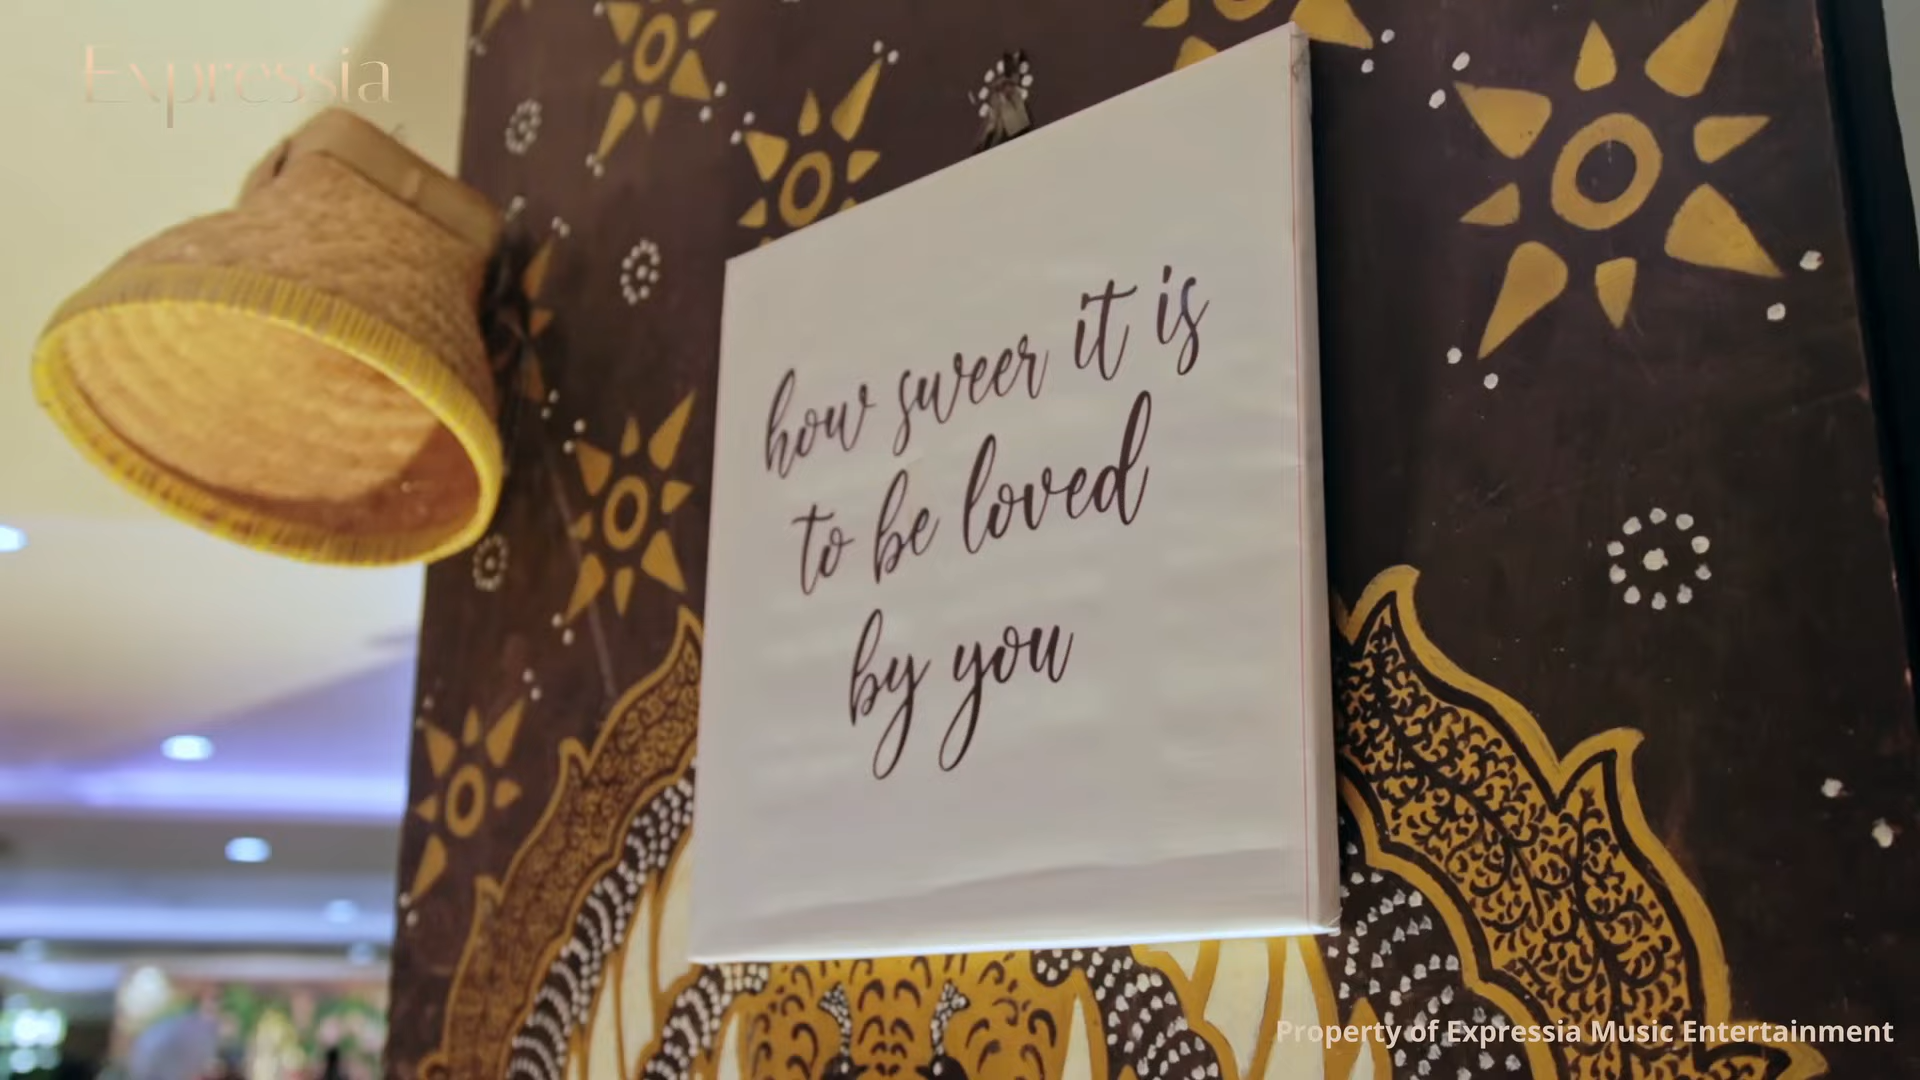 Expressia
how sweer it is
to be loved
by you
Property of Expressia Music Entertainment